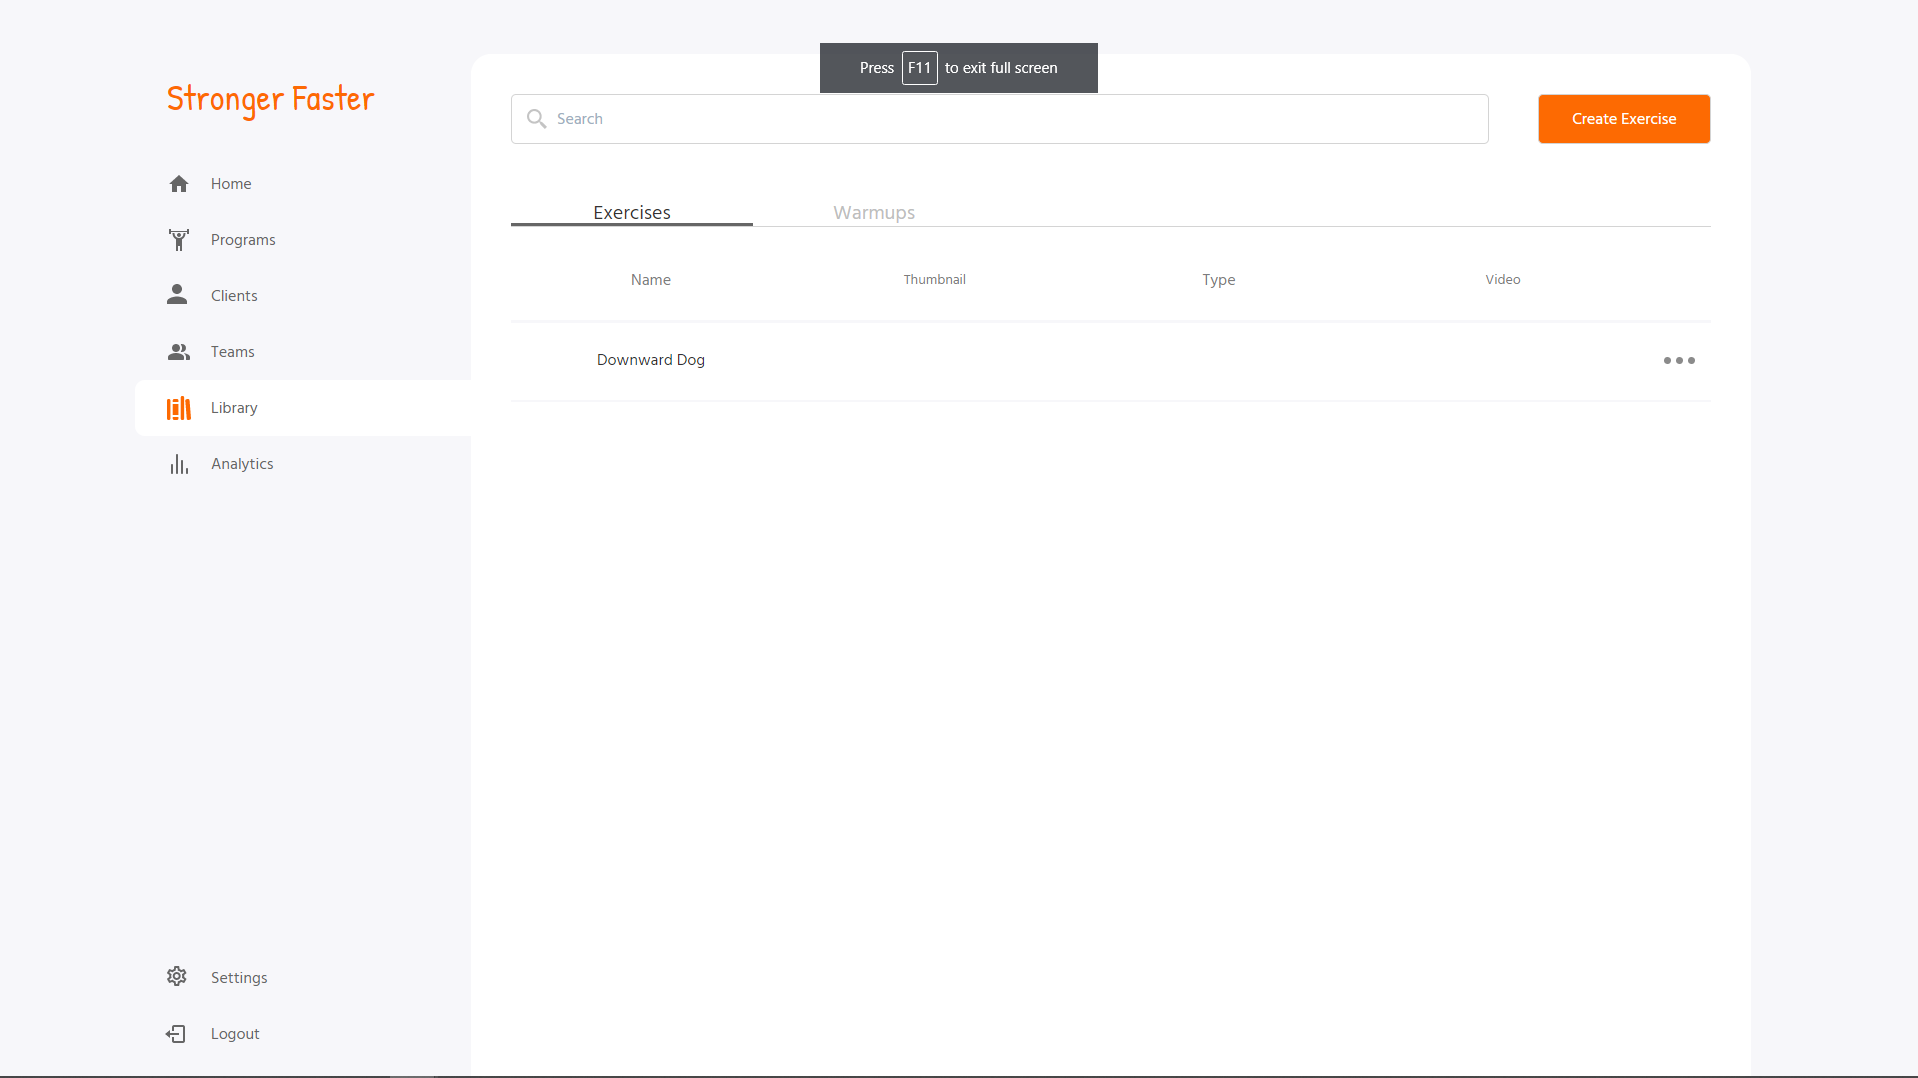 Press F11 to exit full screen
Stronger Faster
Search
Create Exercise
Home
Programs
Clients
Teams
Library
Analytics
Exercises
Warmups
Name
Thumbnail
Type
Video
Downward Dog
Settings
Logout